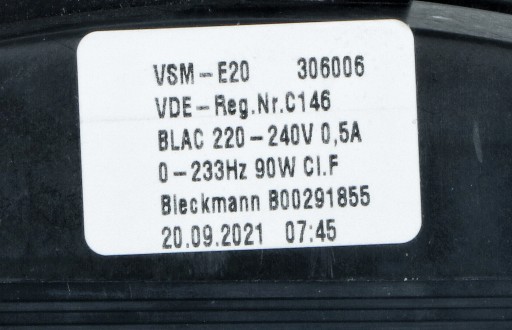 VSM-E20 306006
VDE-Reg.Nr.C146
BLAC 220-240V 0,5A
0-233Hz 90W Cl.F
Bleckmann B00291855
20.09.2021 07:45